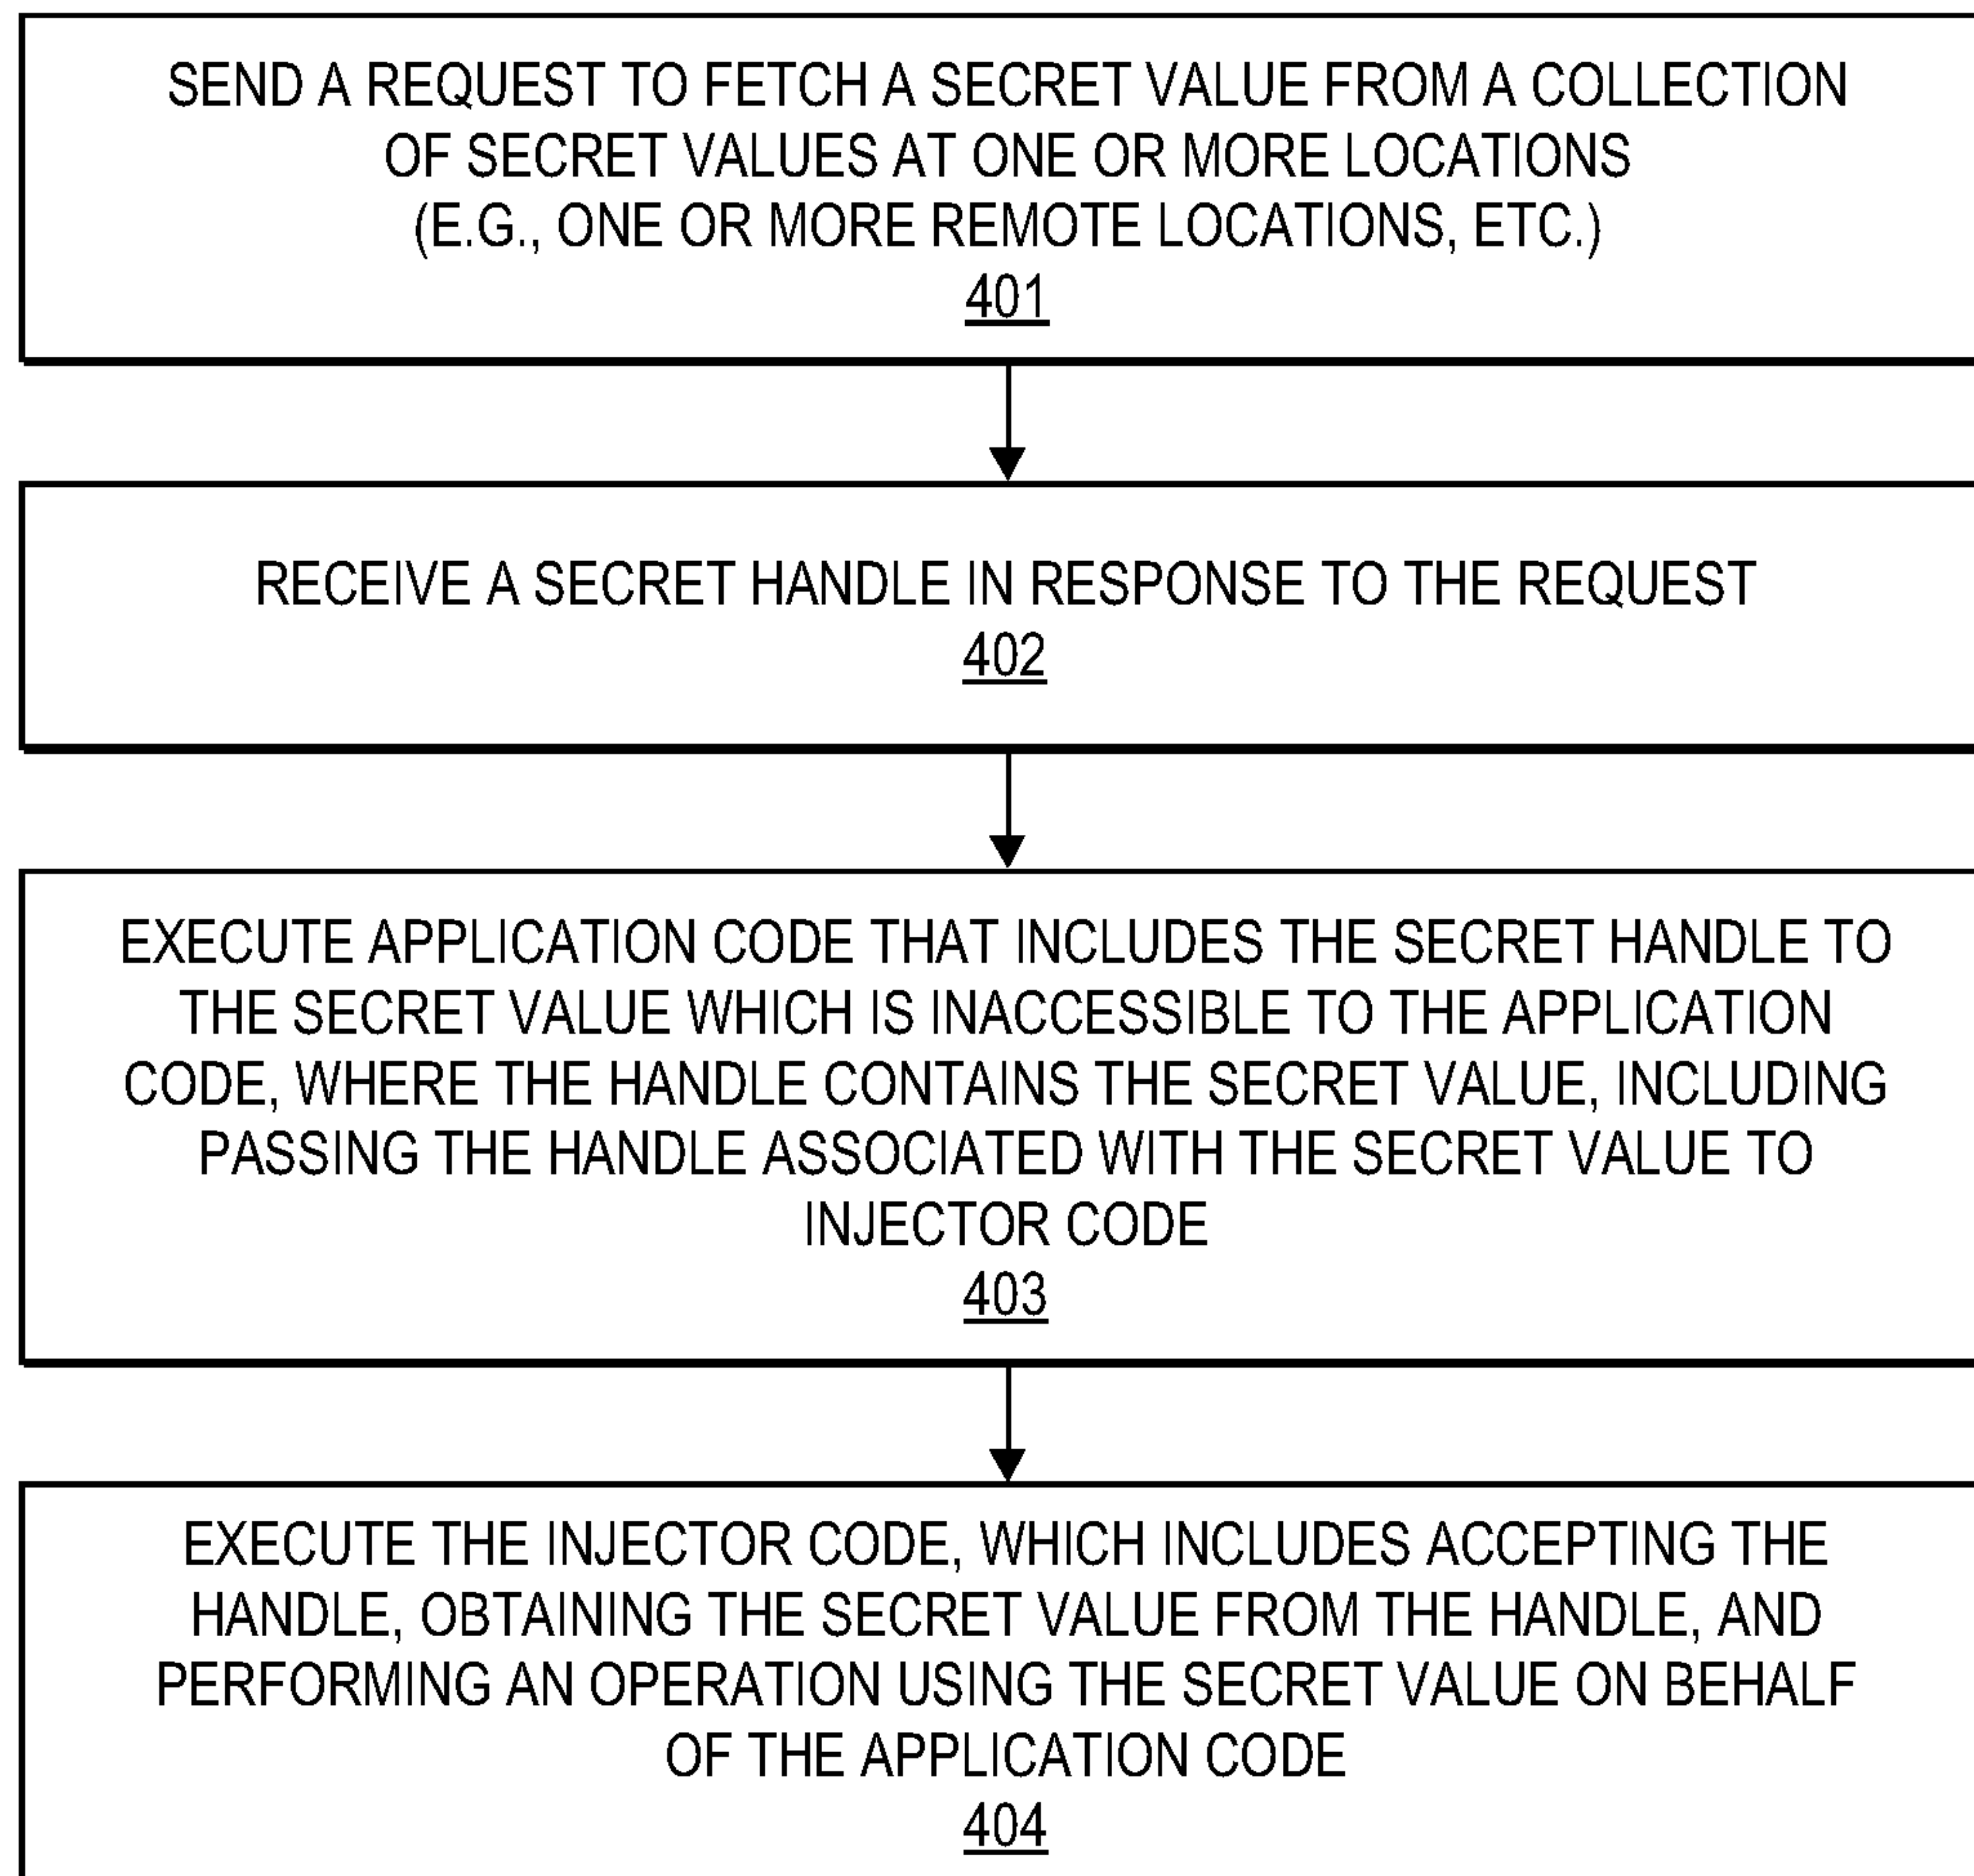 SEND A REQUEST TO FETCH A SECRET VALUE FROM A COLLECTION
OF SECRET VALUES AT ONE OR MORE LOCATIONS
(E.G., ONE OR MORE REMOTE LOCATIONS, ETC.)
401
RECEIVE A SECRET HANDLE IN RESPONSE TO THE REQUEST
402
EXECUTE APPLICATION CODE THAT INCLUDES THE SECRET HANDLE TO
THE SECRET VALUE WHICH IS INACCESSIBLE TO THE APPLICATION
CODE, WHERE THE HANDLE CONTAINS THE SECRET VALUE, INCLUDING
PASSING THE HANDLE ASSOCIATED WITH THE SECRET VALUE TO
INJECTOR CODE
403
EXECUTE THE INJECTOR CODE, WHICH INCLUDES ACCEPTING THE
HANDLE, OBTAINING THE SECRET VALUE FROM THE HANDLE, AND
PERFORMING AN OPERATION USING THE SECRET VALUE ON BEHALF
OF THE APPLICATION CODE
404